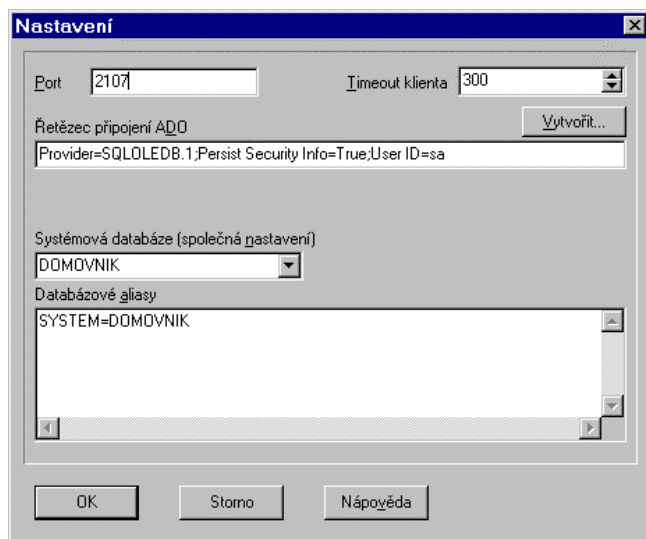 Nastavení
Port 2107 Timeout klienta 300
Řetězec připojení ADO Vytvořit...
Provider=SQLOLEDB.1;Persist Security Info=True;User ID=sa
Systémová databáze (společná nastavení)
DOMOVNIK
Databázové aliasy
SYSTEM=DOMOVNIK
OK Storno Nápověda